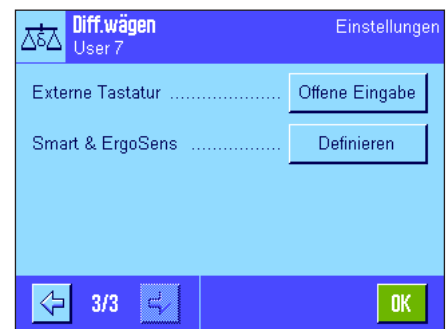 Diff.wägen
Einstellungen
User 7
Externe Tastatur .................... Offene Eingabe
Smart & ErgoSens ................ Definieren
3/3
OK